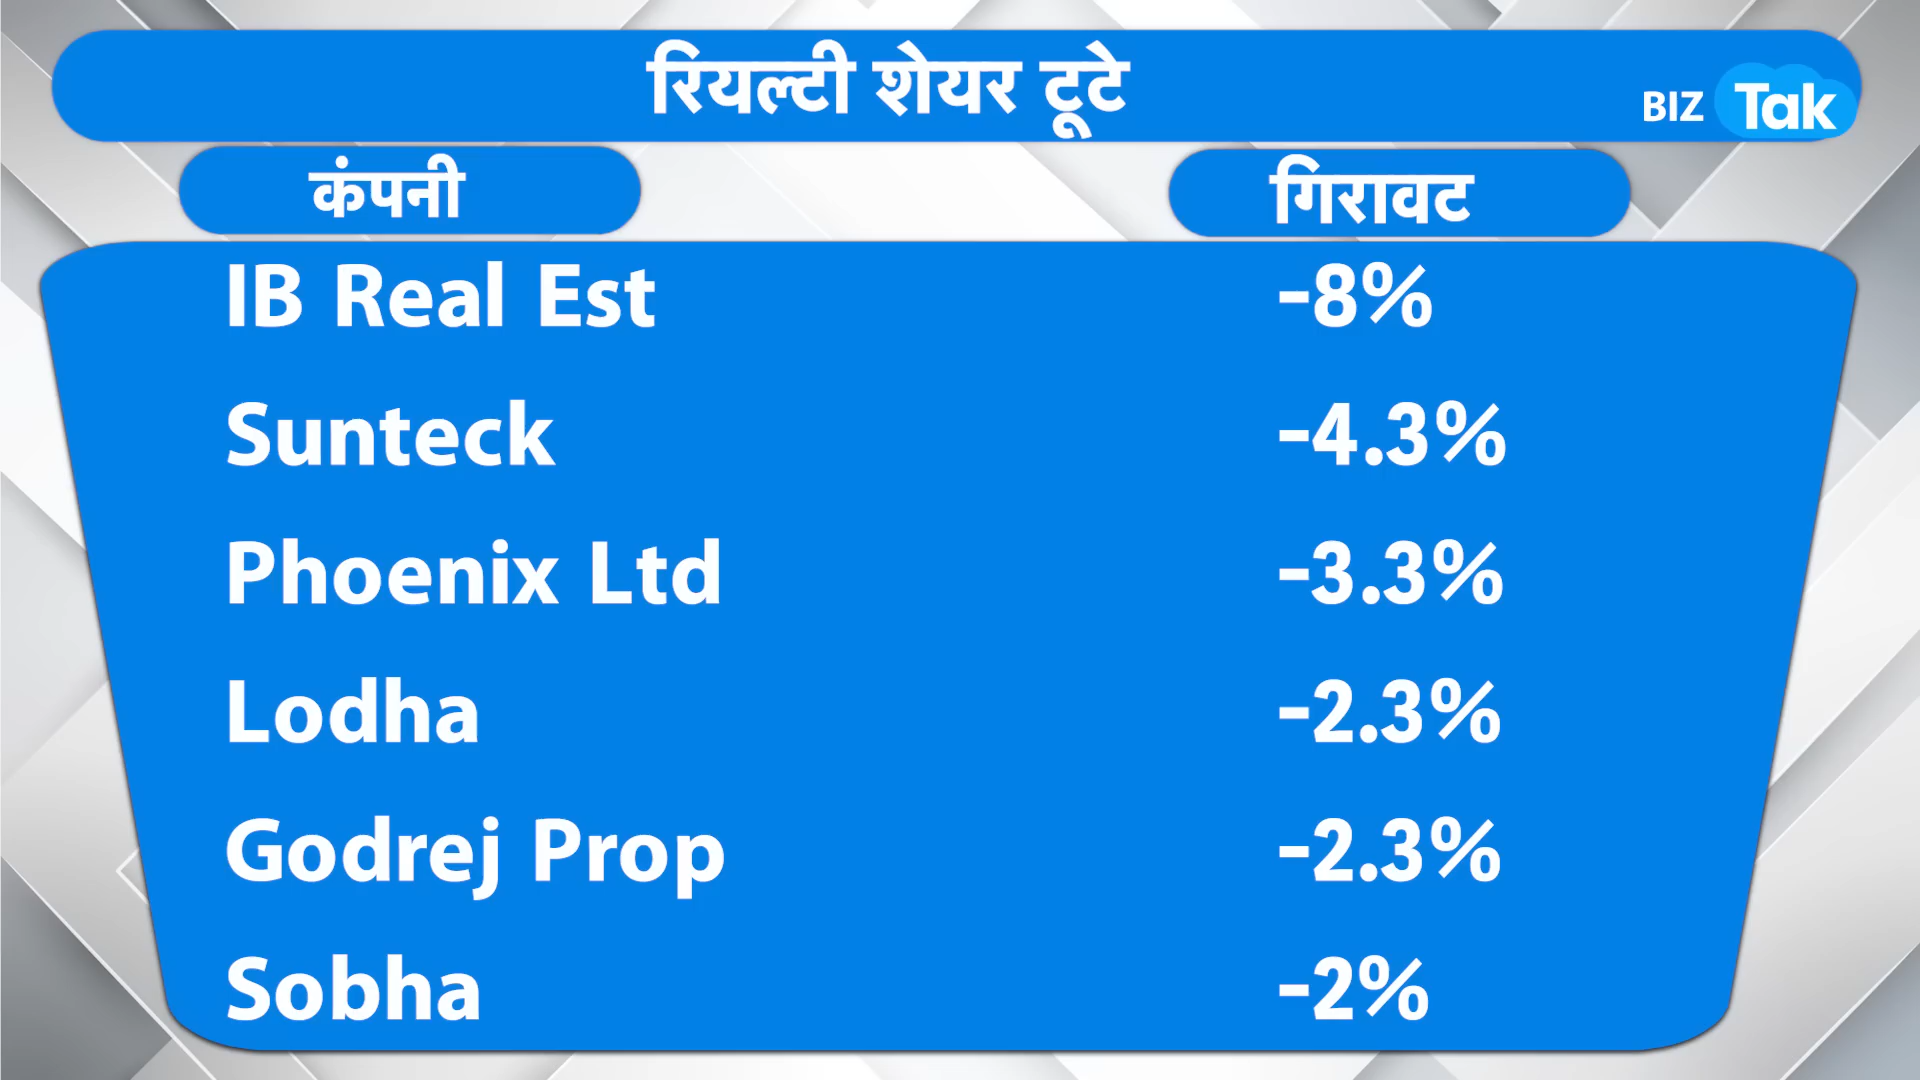 रियल्टी शेयर टूटे
BIZ Tak
कंपनी गिरावट
IB Real Est -8%
Sunteck -4.3%
Phoenix Ltd -3.3%
Lodha -2.3%
Godrej Prop -2.3%
Sobha -2%